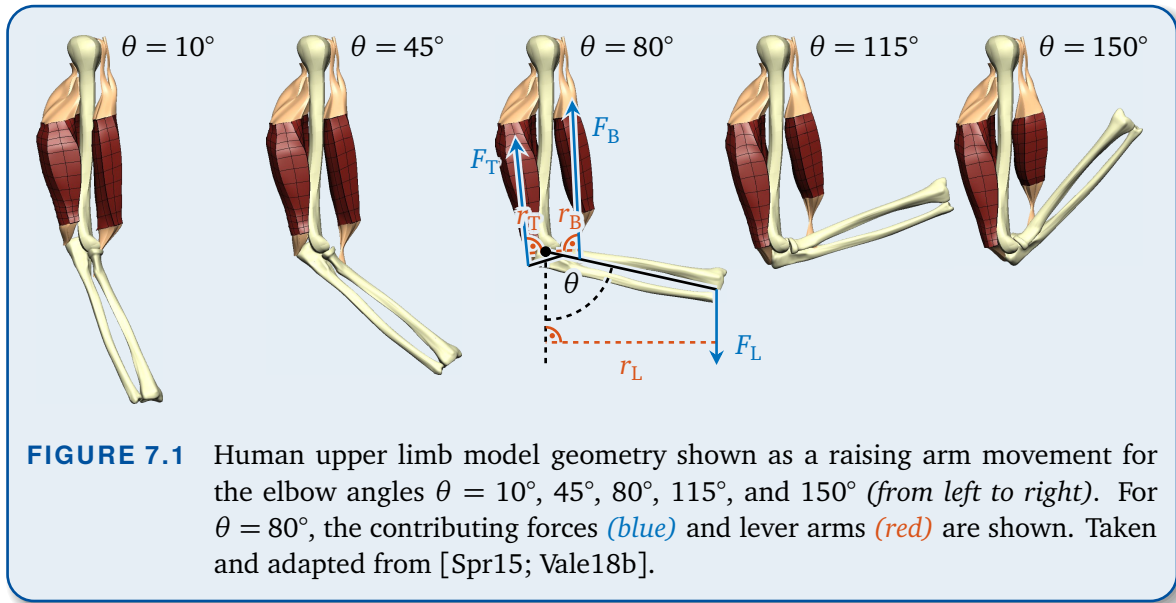 θ = 10° θ = 45° θ = 80° θ = 115° θ = 150°
F_B
F_T
r_T r_B
θ
F_L
r_L
FIGURE 7.1 Human upper limb model geometry shown as a raising arm movement for
the elbow angles θ = 10°, 45°, 80°, 115°, and 150° (from left to right). For
θ = 80°, the contributing forces (blue) and lever arms (red) are shown. Taken
and adapted from [Spr15; Vale18b].